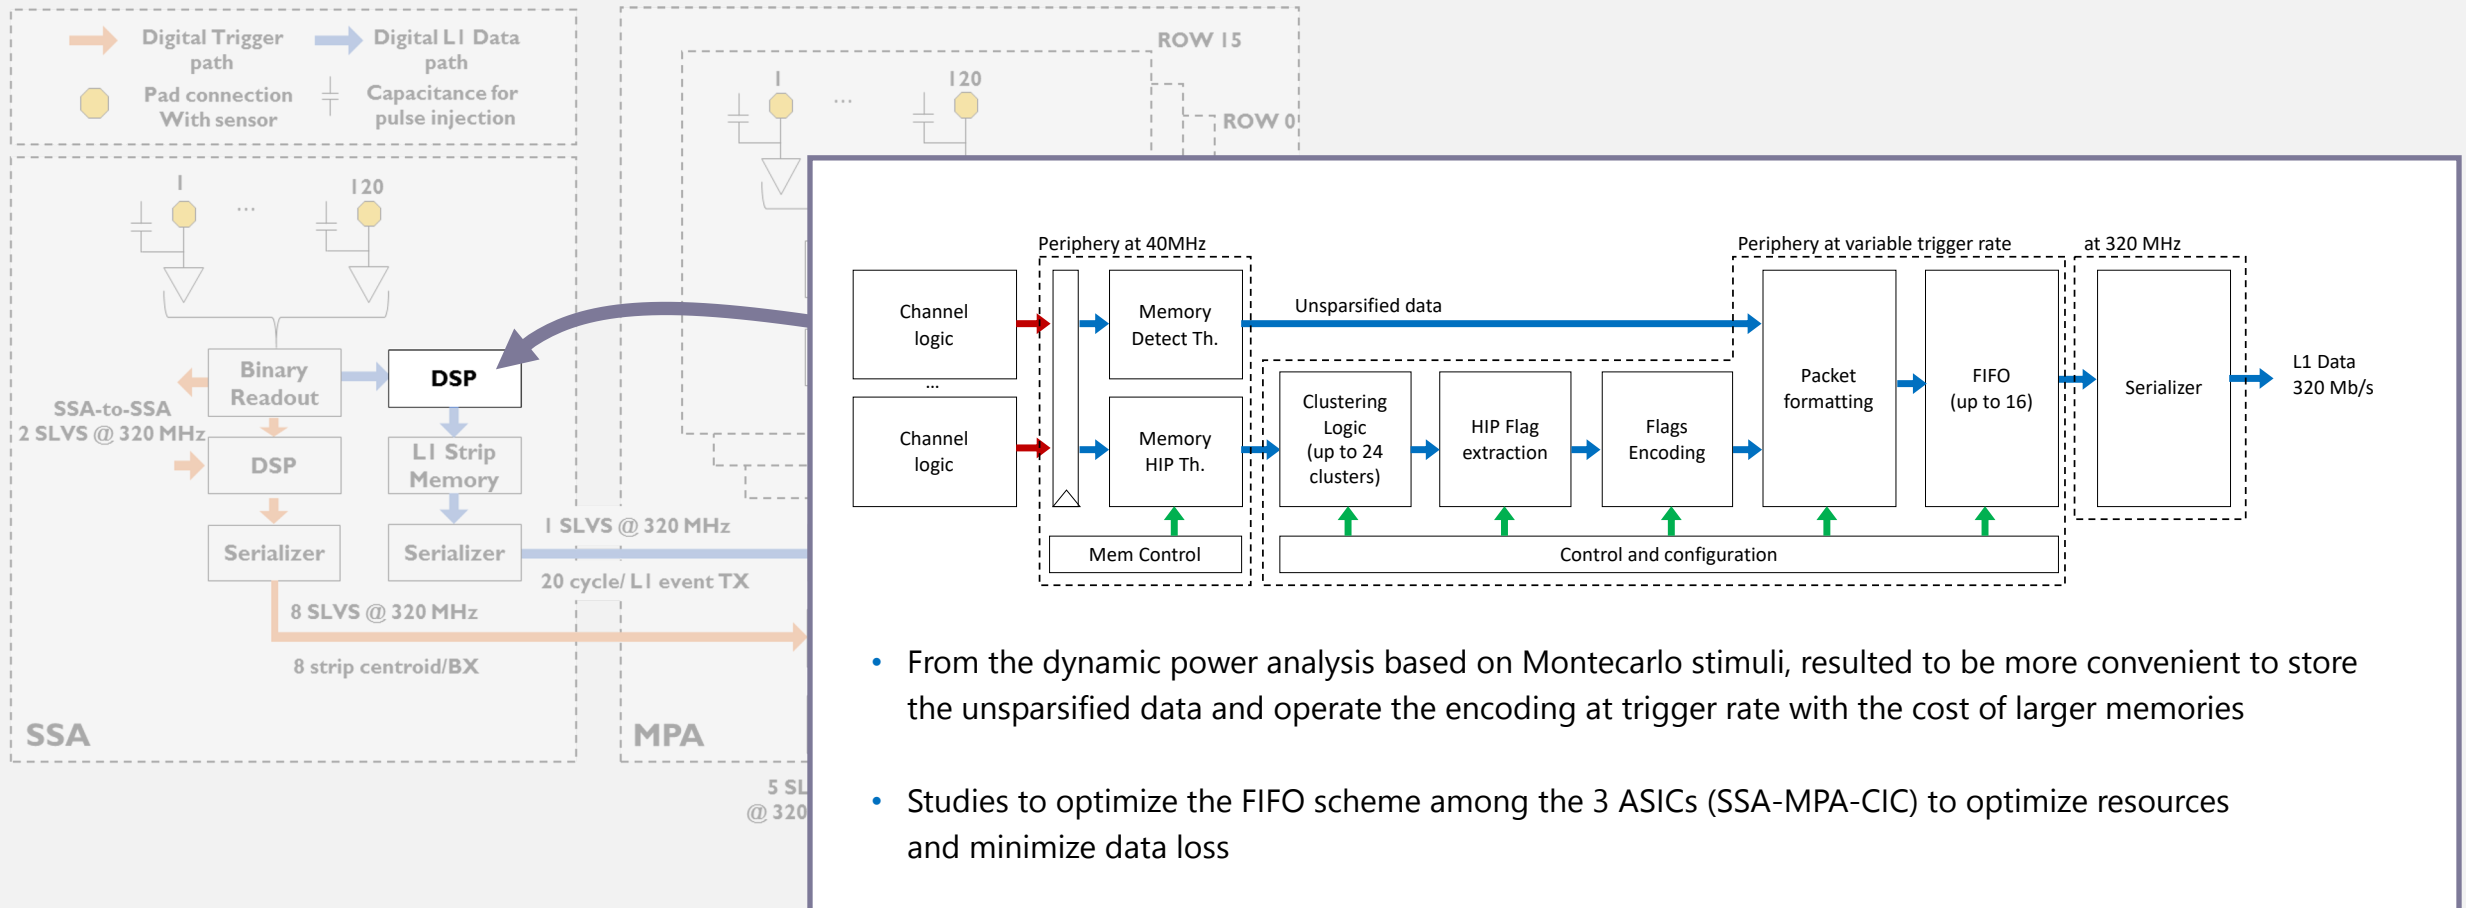 Digital Trigger
path
Digital L1 Data
path
Pad connection
With sensor
Capacitance for
pulse injection
ROW 15
1
...
120
ROW 0
1
...
120
Binary
Readout
DSP
SSA-to-SSA
2 SLVS @ 320 MHz
DSP
L1 Strip
Memory
Serializer
Serializer
1 SLVS @ 320 MHz
20 cycle/ L1 event TX
8 SLVS @ 320 MHz
8 strip centroid/BX
SSA
MPA
5 SL
@ 320
Periphery at 40MHz
Periphery at variable trigger rate
at 320 MHz
Channel
logic
...
Channel
logic
Memory
Detect Th.
Memory
HIP Th.
Mem Control
Unsparsified data
Clustering
Logic
(up to 24
clusters)
HIP Flag
extraction
Flags
Encoding
Packet
formatting
FIFO
(up to 16)
Serializer
L1 Data
320 Mb/s
Control and configuration
• From the dynamic power analysis based on Montecarlo stimuli, resulted to be more convenient to store
the unsparsified data and operate the encoding at trigger rate with the cost of larger memories
• Studies to optimize the FIFO scheme among the 3 ASICs (SSA-MPA-CIC) to optimize resources
and minimize data loss